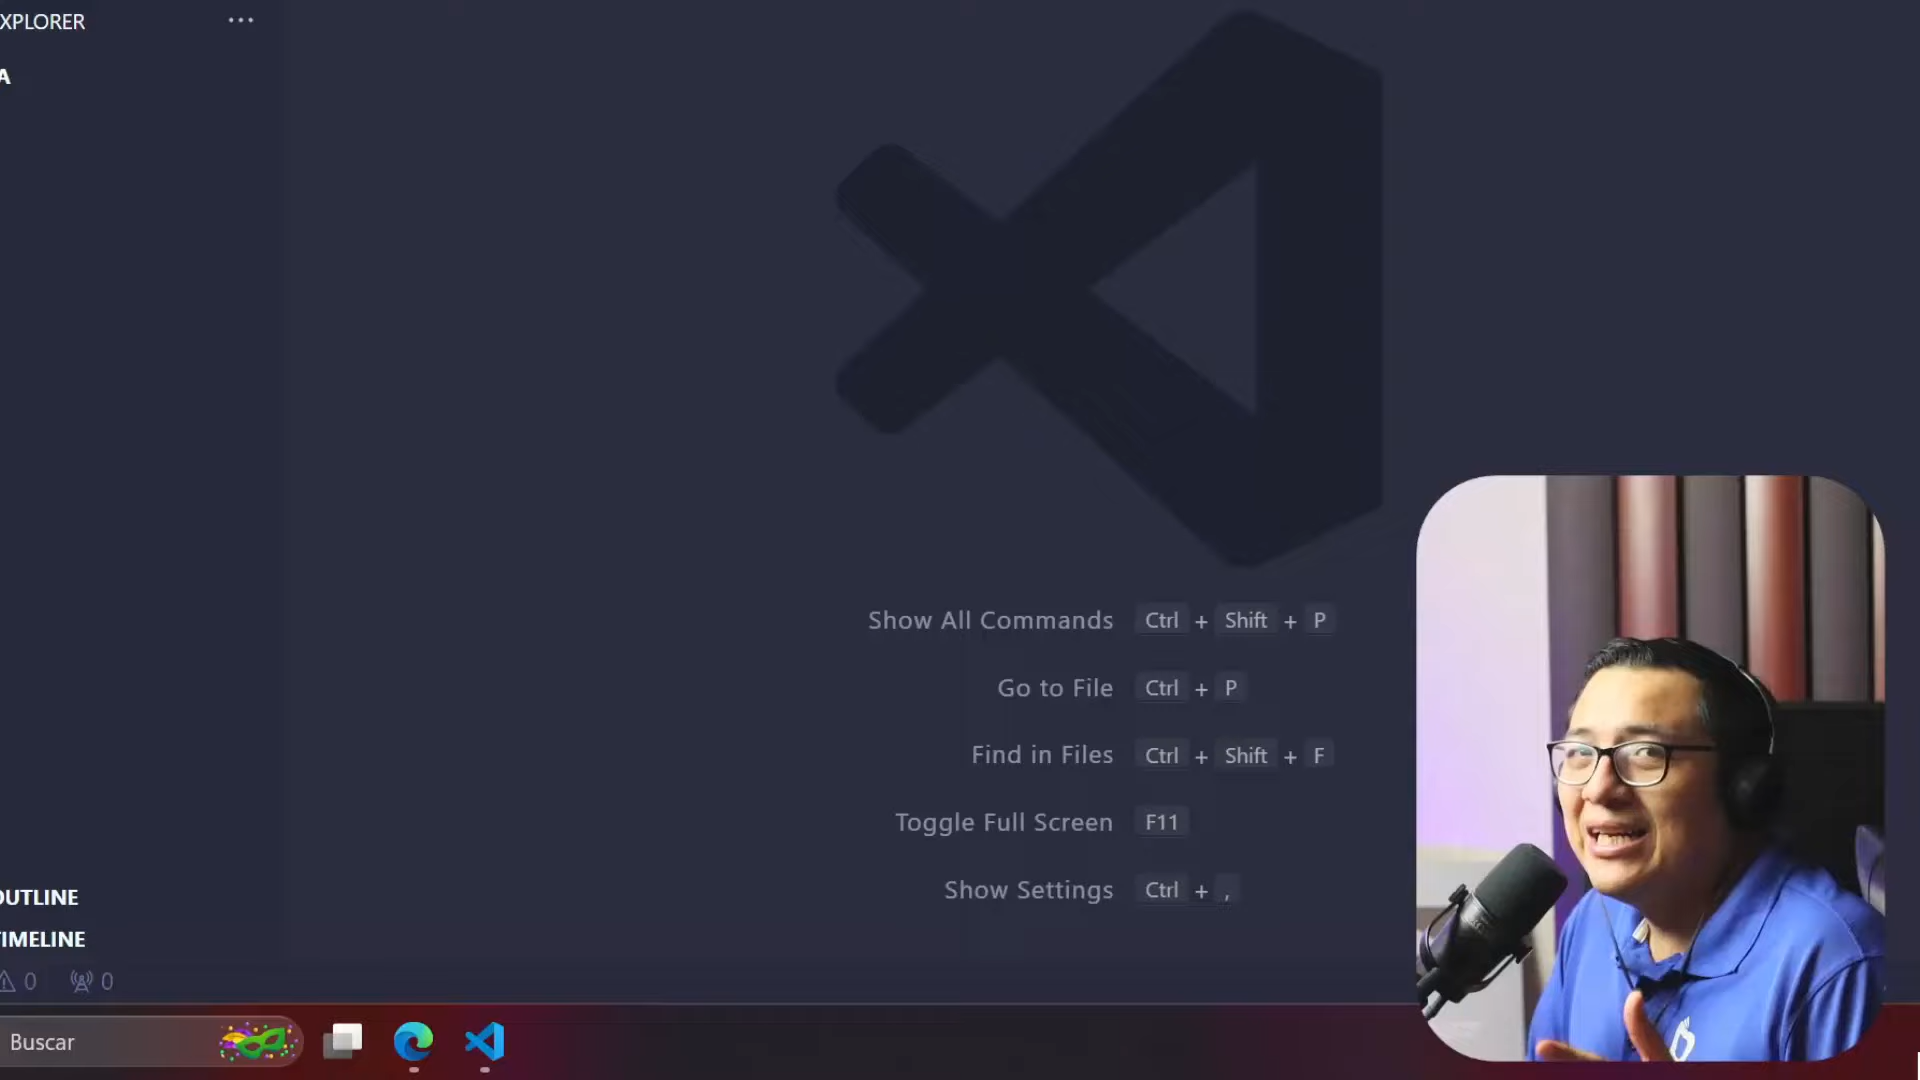 XPLORER
A
Show All Commands Ctrl + Shift + P
Go to File Ctrl + P
Find in Files Ctrl + Shift + F
Toggle Full Screen F11
Show Settings Ctrl + ,
OUTLINE
TIMELINE
0 0
Buscar